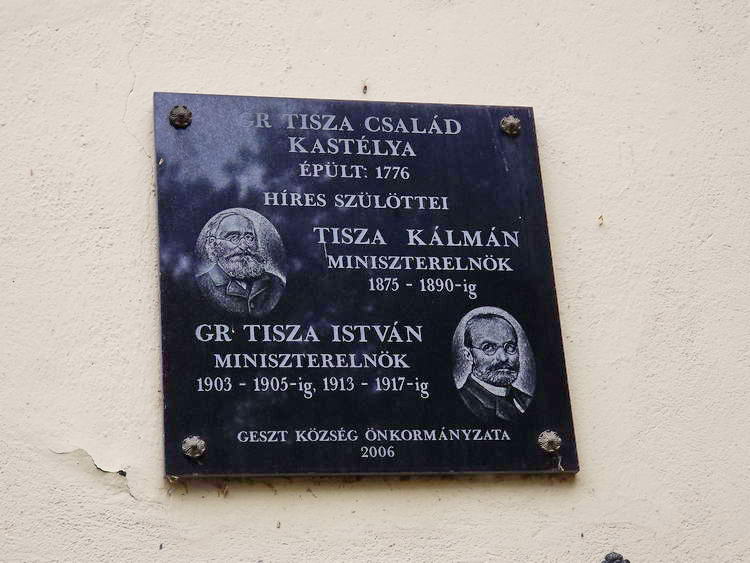 GR TISZA CSALÁD
KASTÉLYA
ÉPÜLT: 1776
HÍRES SZÜLÖTTEI
TISZA KÁLMÁN
MINISZTERELNÖK
1875 - 1890-ig
GR TISZA ISTVÁN
MINISZTERELNÖK
1903 - 1905-ig, 1913 - 1917-ig
GESZT KÖZSÉG ÖNKORMÁNYZATA
2006